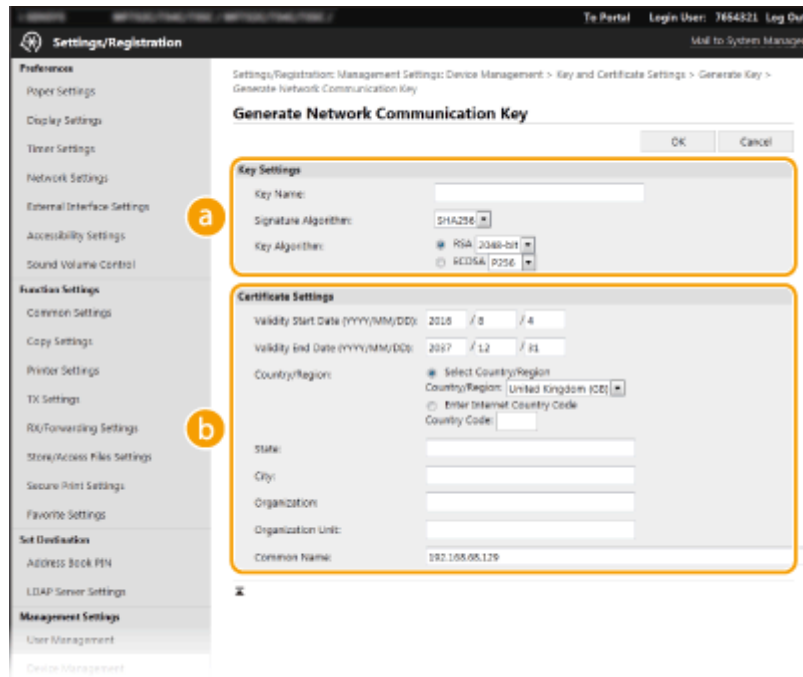 To Portal Login User: 7654321 Log Ou
Settings/Registration
Mail to System Manage
Preferences
Paper Settings
Display Settings
Timer Settings
Network Settings
External Interface Settings
Accessibility Settings
Sound Volume Control
Function Settings
Common Settings
Copy Settings
Printer Settings
TX Settings
RX/Forwarding Settings
Store/Access Files Settings
Secure Print Settings
Favorite Settings
Set Destination
Address Book PIN
LDAP Server Settings
Management Settings
User Management
Device Management
Settings/Registration: Management Settings: Device Management > Key and Certificate Settings > Generate Key >
Generate Network Communication Key
Generate Network Communication Key
OK Cancel
a
Key Settings
Key Name:
Signature Algorithm: SHA256
Key Algorithm: RSA 2048-bit
ECDSA P256
b
Certificate Settings
Validity Start Date (YYYY/MM/DD): 2016 / 8 / 4
Validity End Date (YYYY/MM/DD): 2037 / 12 / 31
Country/Region: Select Country/Region
Country/Region: United Kingdom (GB)
Enter Internet Country Code
Country Code:
State:
City:
Organization:
Organization Unit:
Common Name: 192.168.68.129